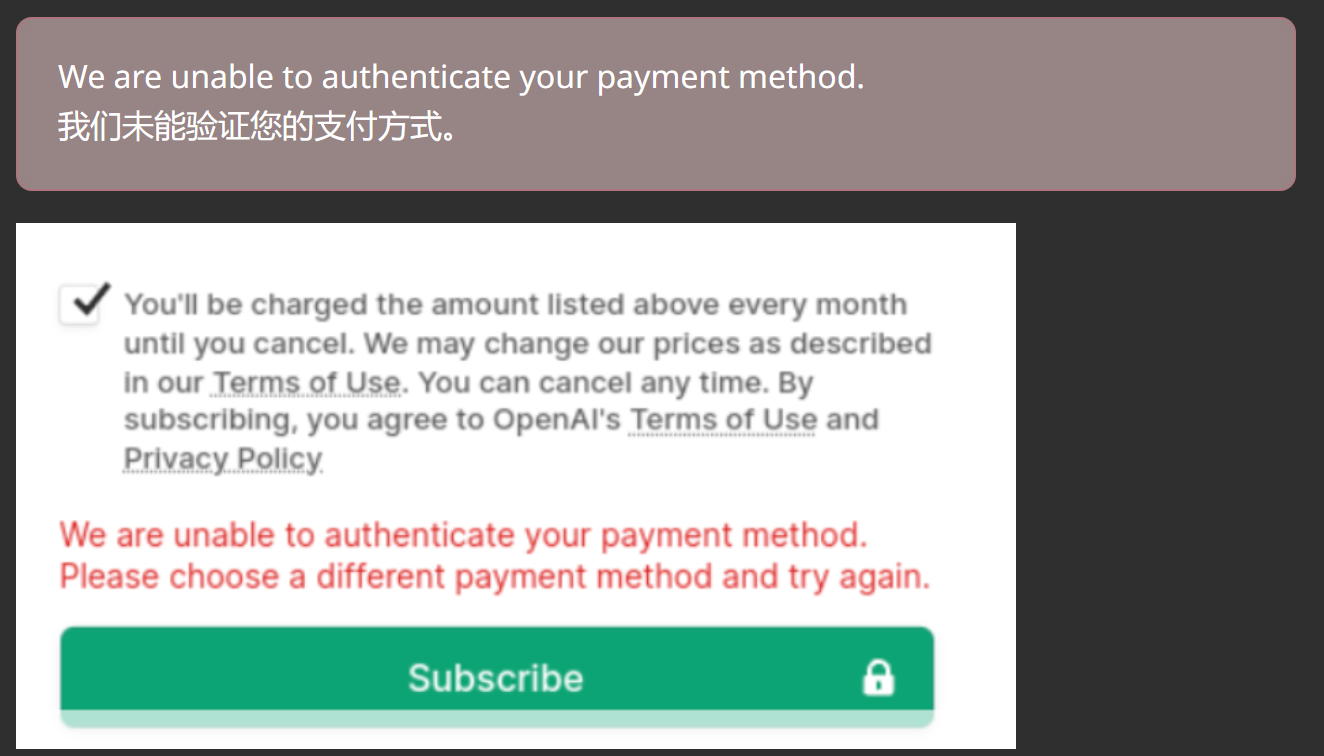 We are unable to authenticate your payment method.
我们未能验证您的支付方式。
You'll be charged the amount listed above every month
until you cancel. We may change our prices as described
in our Terms of Use. You can cancel any time. By
subscribing, you agree to OpenAI's Terms of Use and
Privacy Policy
We are unable to authenticate your payment method.
Please choose a different payment method and try again.
Subscribe